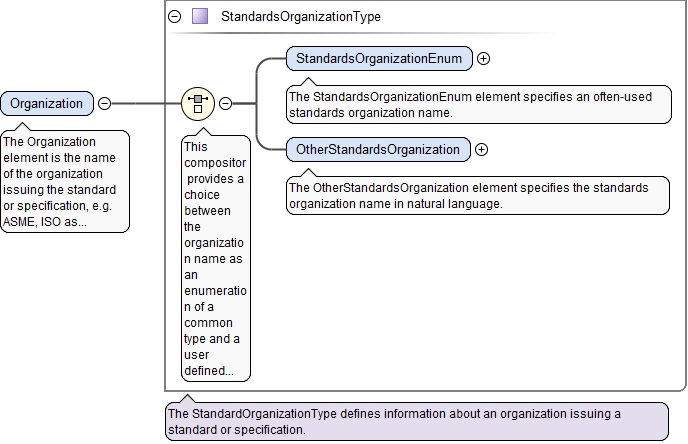 StandardsOrganizationType
StandardsOrganizationEnum
The StandardsOrganizationEnum element specifies an often-used
standards organization name.
Organization
The Organization
element is the name
of the organization
issuing the standard
or specification, e.g.
ASME, ISO as...
This
compositor
provides a
choice
between
the
organizatio
n name as
an
enumeratio
n of a
common
type and a
user
defined...
OtherStandardsOrganization
The OtherStandardsOrganization element specifies the standards
organization name in natural language.
The StandardOrganizationType defines information about an organization issuing a
standard or specification.